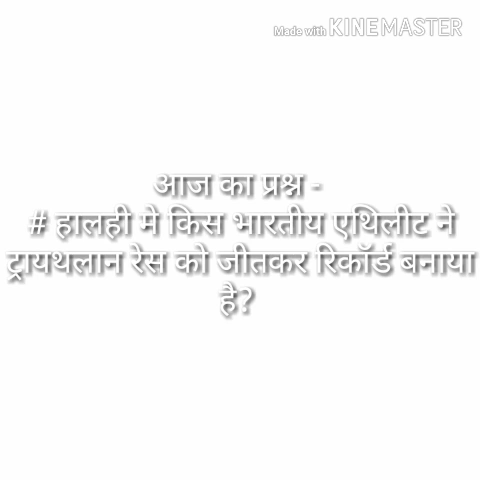 Made with KINEMASTER
आज का प्रश्न -
# हालही मे किस भारतीय एथिलीट ने
ट्रायथलान रेस को जीतकर रिकॉर्ड बनाया
है?